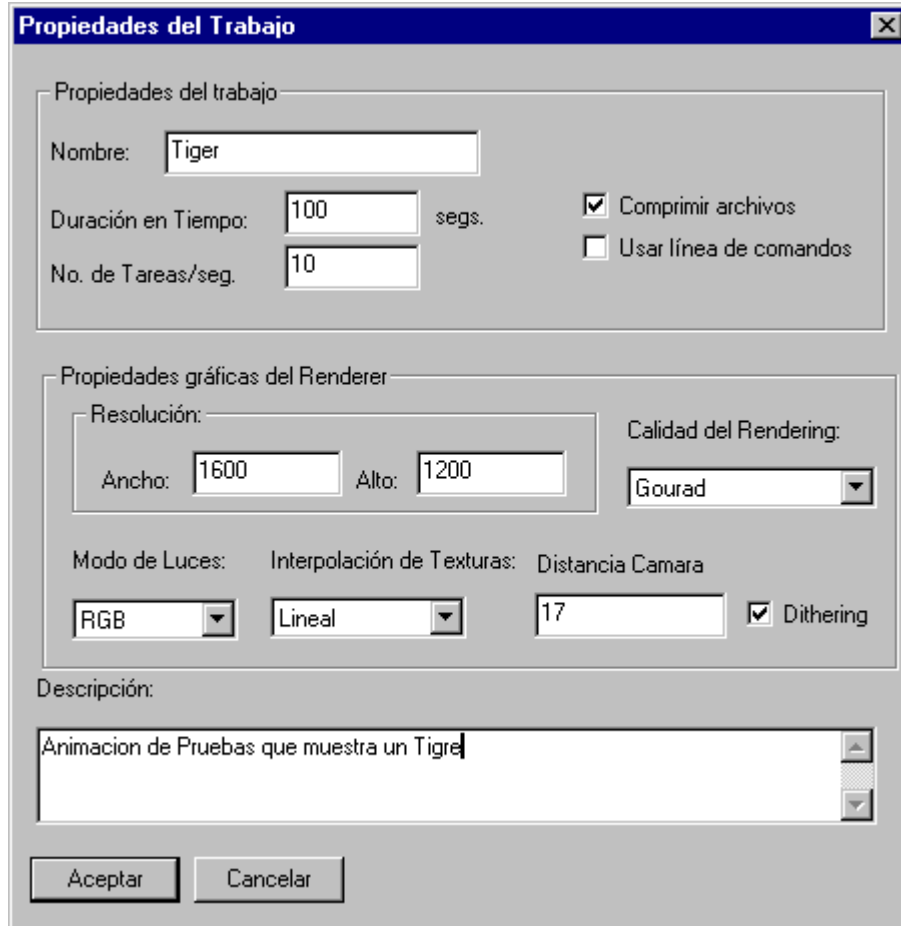 Propiedades del Trabajo
Propiedades del trabajo
Nombre: Tiger
Duración en Tiempo: 100 segs.
Comprimir archivos
No. de Tareas/seg. 10
Usar línea de comandos
Propiedades gráficas del Renderer
Resolución:
Ancho: 1600 Alto: 1200
Calidad del Rendering:
Gourad
Modo de Luces: Interpolación de Texturas: Distancia Camara
RGB Lineal 17 Dithering
Descripción:
Animacion de Pruebas que muestra un Tigre
Aceptar Cancelar